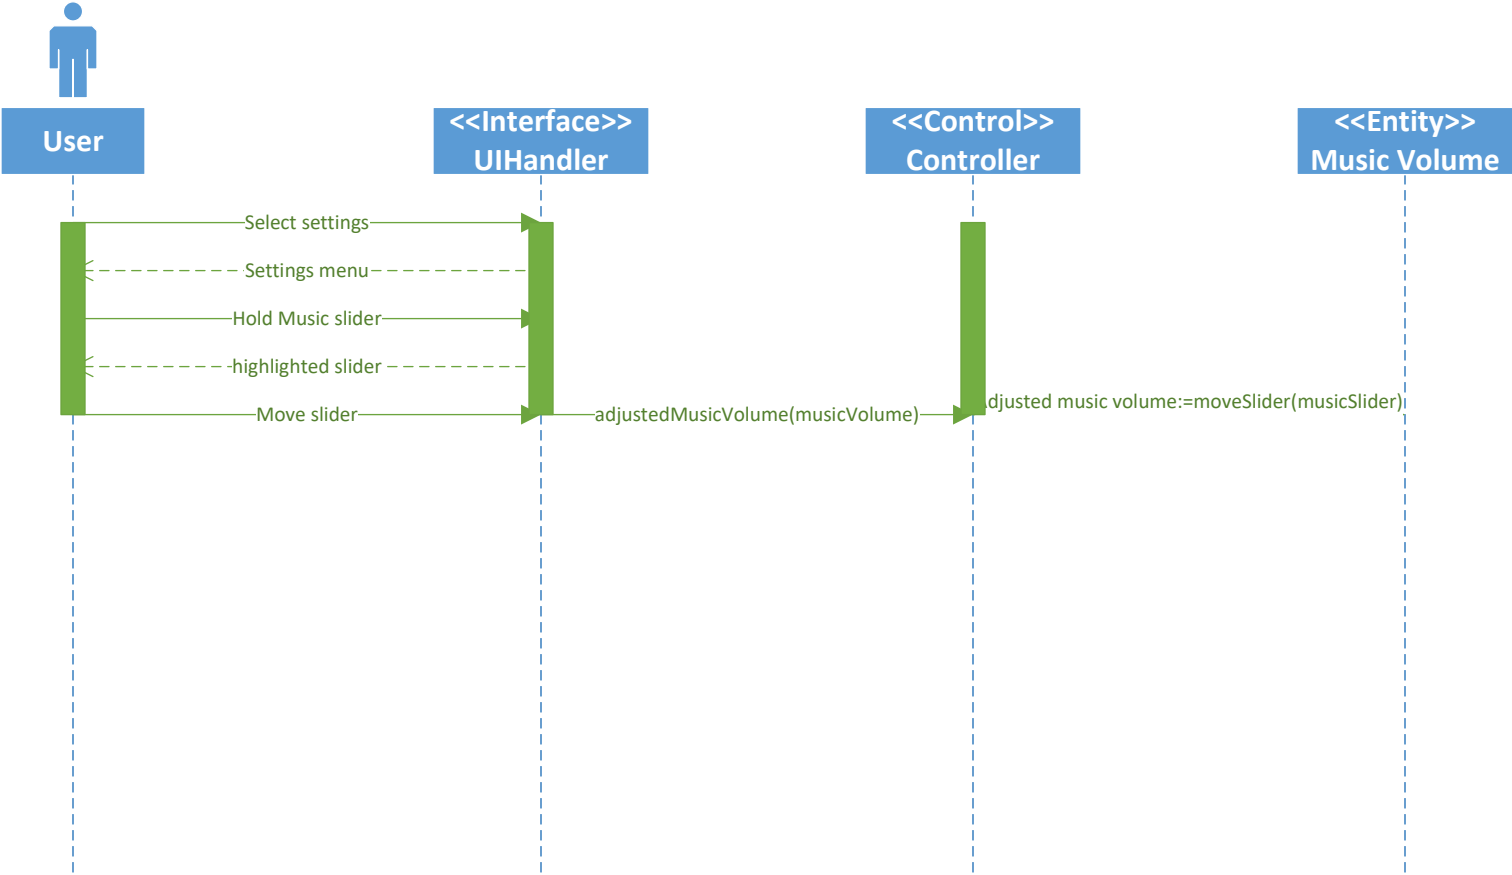 User
<<Interface>>
UIHandler
<<Control>>
Controller
<<Entity>>
Music Volume
Select settings
Settings menu
Hold Music slider
highlighted slider
Move slider
adjustedMusicVolume(musicVolume)
Adjusted music volume:=moveSlider(musicSlider)